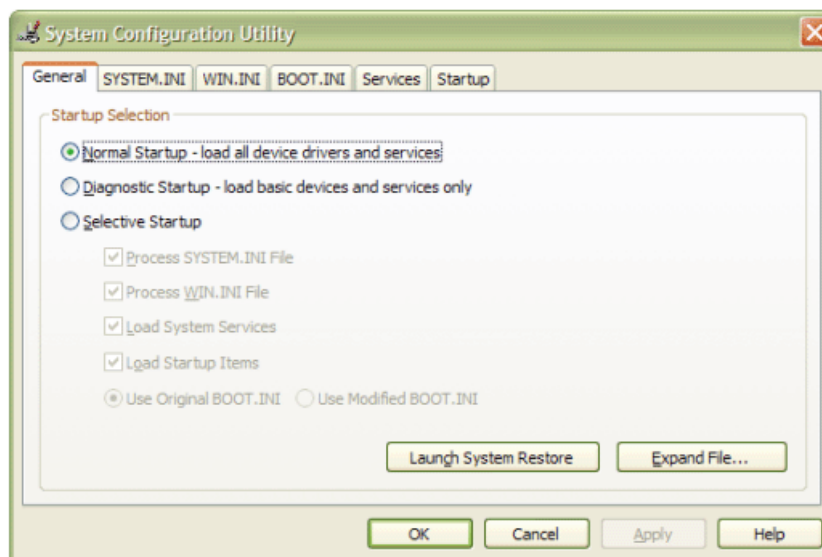 System Configuration Utility
General SYSTEM.INI WIN.INI BOOT.INI Services Startup
Startup Selection
Normal Startup - load all device drivers and services
Diagnostic Startup - load basic devices and services only
Selective Startup
Process SYSTEM.INI File
Process WIN.INI File
Load System Services
Load Startup Items
Use Original BOOT.INI Use Modified BOOT.INI
Launch System Restore Expand File...
OK Cancel Apply Help